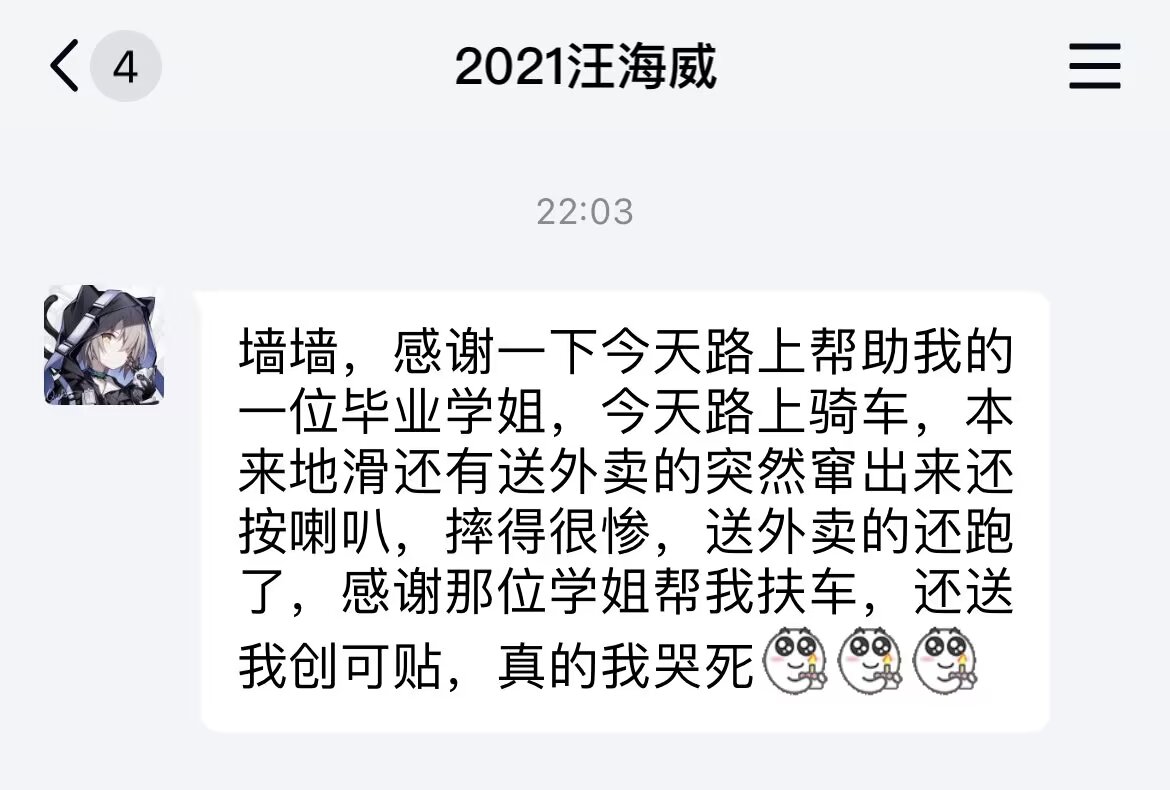 4
2021汪海威
22:03
墙墙，感谢一下今天路上帮助我的
一位毕业学姐，今天路上骑车，本
来地滑还有送外卖的突然窜出来还
按喇叭，摔得很惨，送外卖的还跑
了，感谢那位学姐帮我扶车，还送
我创可贴，真的我哭死